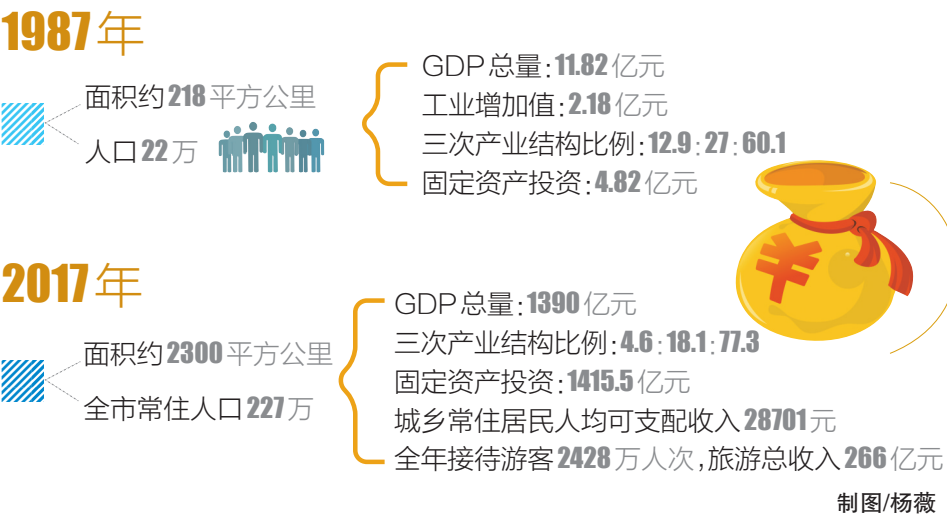 1987年
面积约218平方公里
人口22万
GDP总量:11.82亿元
工业增加值:2.18亿元
三次产业结构比例:12.9:27:60.1
固定资产投资:4.82亿元
¥
2017年
面积约2300平方公里
全市常住人口227万
GDP总量:1390亿元
三次产业结构比例:4.6:18.1:77.3
固定资产投资:1415.5亿元
城乡常住居民人均可支配收入28701元
全年接待游客2428万人次,旅游总收入266亿元
制图/杨薇